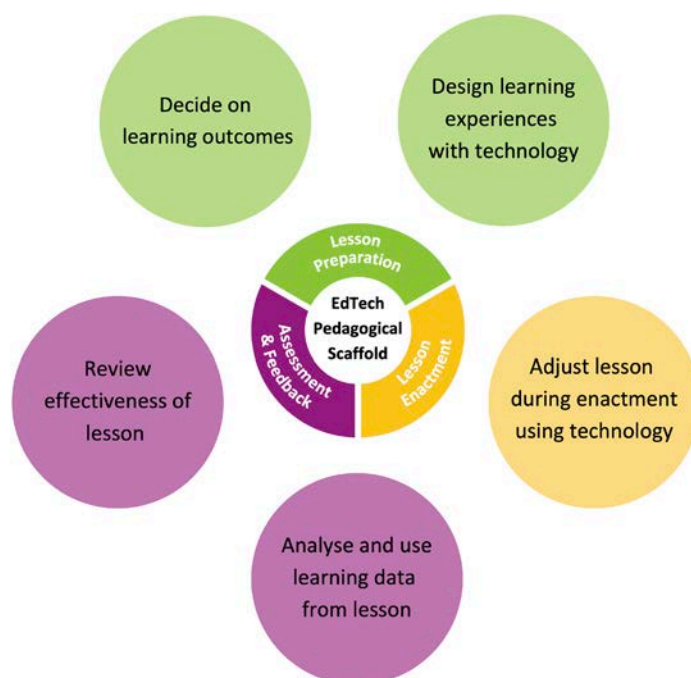 Decide on
learning outcomes
Design learning
experiences
with technology
Lesson
Preparation
EdTech
Pedagogical
Scaffold
Assessment
& Feedback
Lesson
Enactment
Review
effectiveness of
lesson
Adjust lesson
during enactment
using technology
Analyse and use
learning data
from lesson